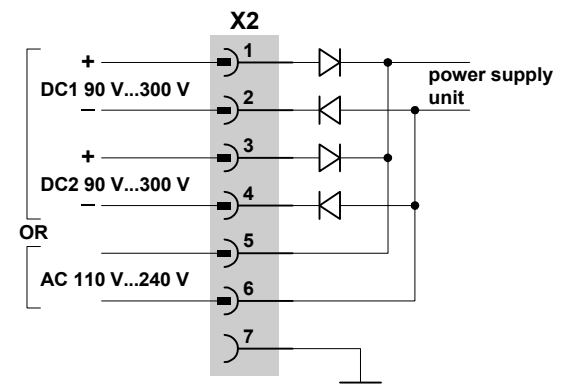 X2
1
+
DC1 90 V...300 V
–
2
+
3
DC2 90 V...300 V
–
4
OR
5
AC 110 V...240 V
6
7
power supply
unit